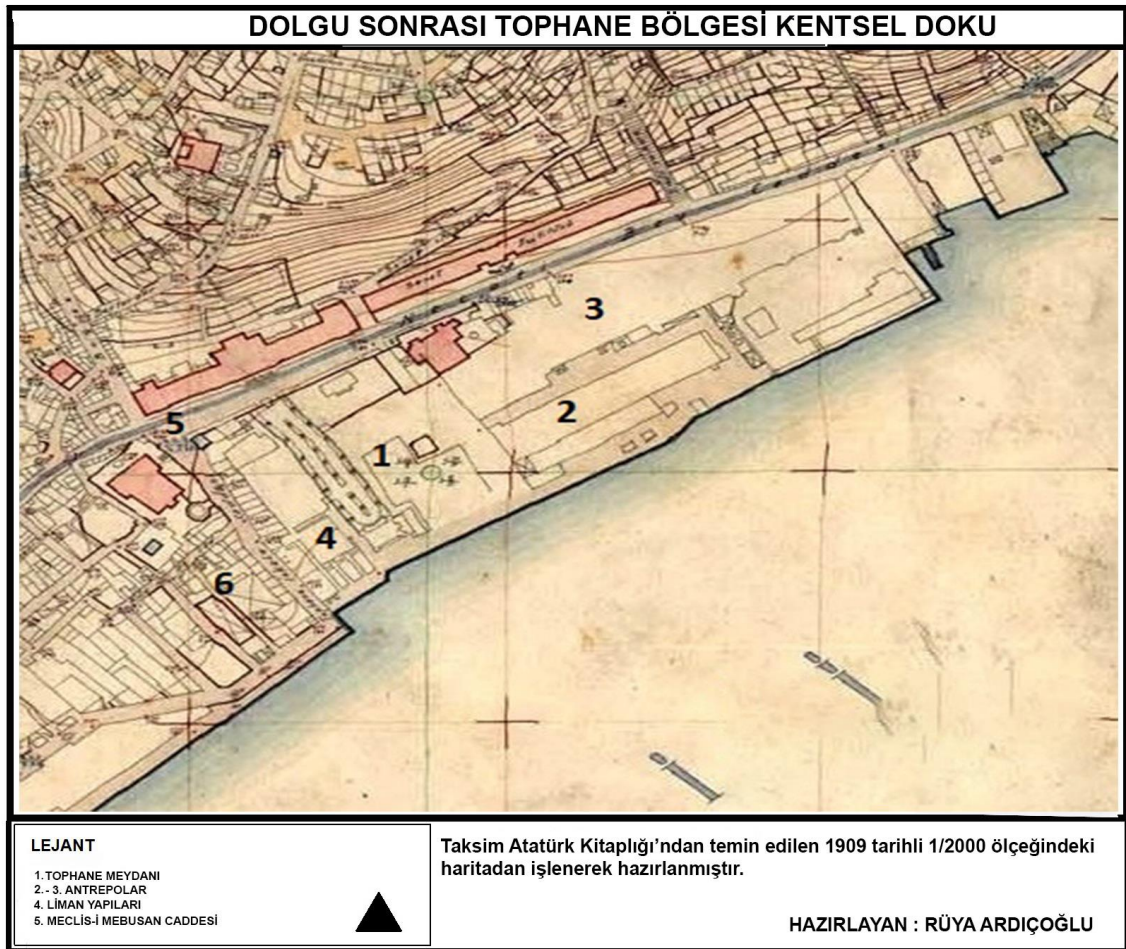 DOLGU SONRASI TOPHANE BÖLGESİ KENTSEL DOKU
3
2
5
1
4
6
LEJANT
1.TOPHANE MEYDANI
2.- 3. ANTREPOLAR
4. LİMAN YAPILARI
5. MECLİS-İ MEBUSAN CADDESİ
Taksim Atatürk Kitaplığı'ndan temin edilen 1909 tarihli 1/2000 ölçeğindeki
haritadan işlenerek hazırlanmıştır.
HAZIRLAYAN : RÜYA ARDIÇOĞLU